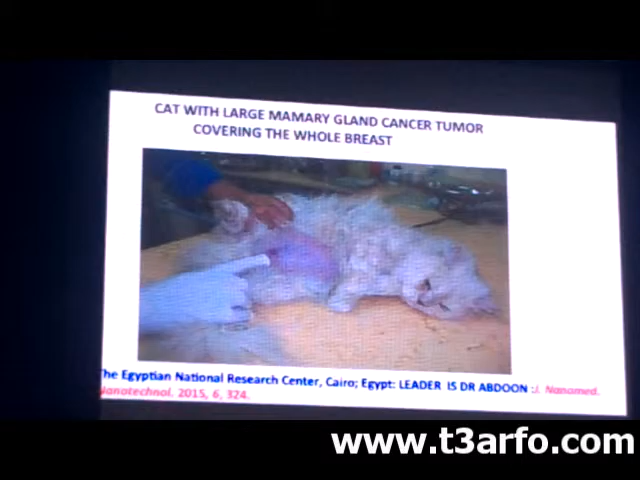 CAT WITH LARGE MAMARY GLAND CANCER TUMOR
COVERING THE WHOLE BREAST
The Egyptian National Research Center, Cairo; Egypt: LEADER IS DR ABDOON :J. Nanomed.
Nanotechnol. 2015, 6, 324.
www.t3arfo.com